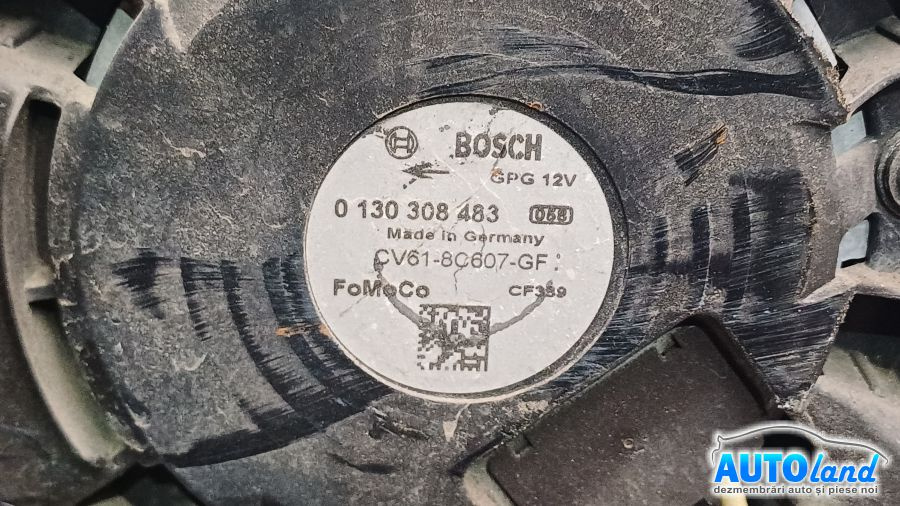 BOSCH
GPG 12V
0 130 308 483 068
Made in Germany
CV61-8C607-GF:
FoMoCo CF389
AUTOland
dezmembrări auto și piese noi